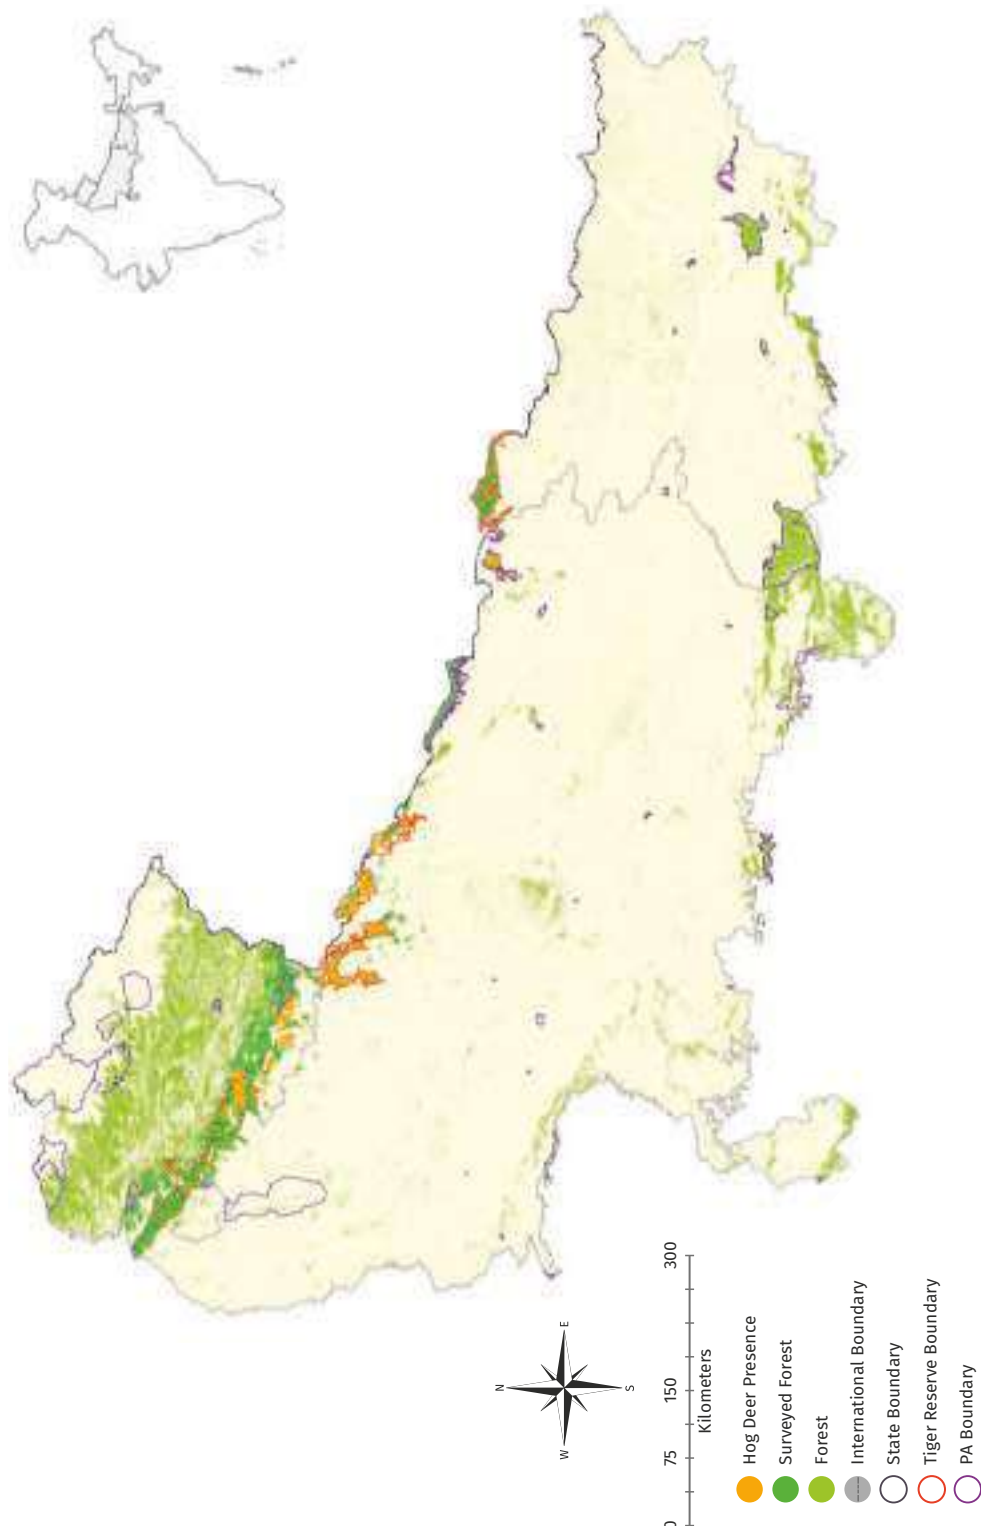 N
E
S
W
0 75 150 300
Kilometers
Hog Deer Presence
Surveyed Forest
Forest
International Boundary
State Boundary
Tiger Reserve Boundary
PA Boundary